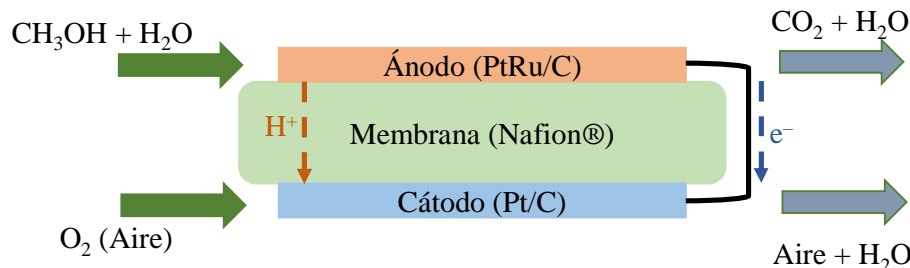 CH₃OH + H₂O
CO₂ + H₂O
Ánodo (PtRu/C)
H⁺
Membrana (Nafion®)
e⁻
Cátodo (Pt/C)
O₂ (Aire)
Aire + H₂O